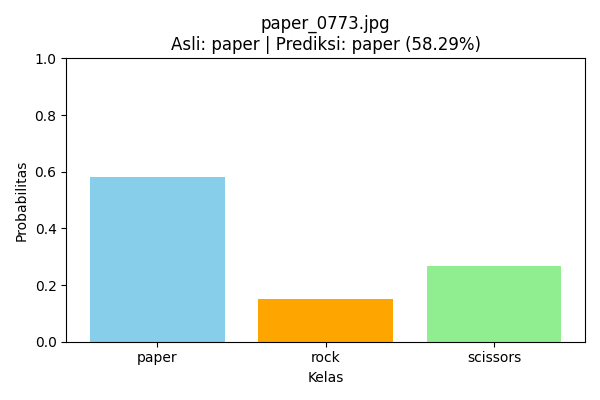 paper_0773.jpg
Asli: paper | Prediksi: paper (58.29%)
1.0
0.8
0.6
0.4
0.2
0.0
Probabilitas
paper rock scissors
Kelas